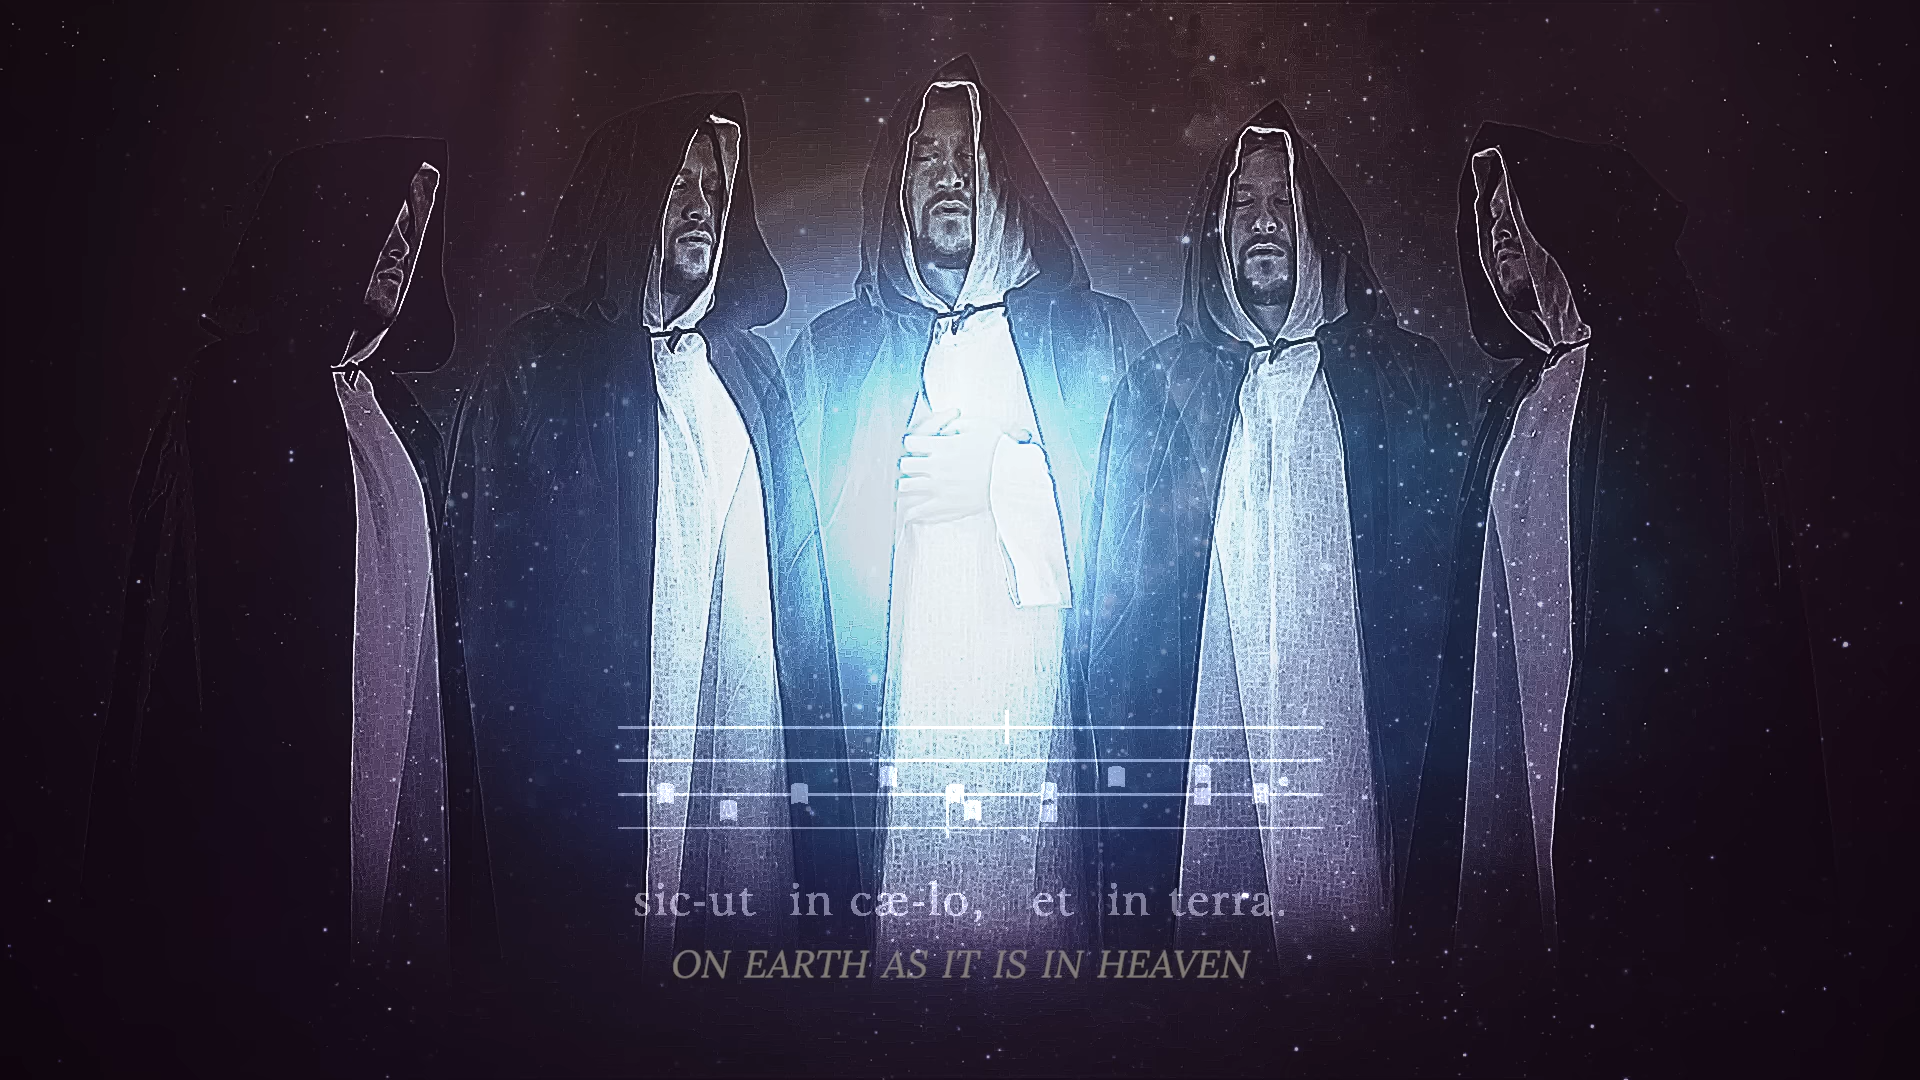 sic-ut in cæ-lo, et in terra.
ON EARTH AS IT IS IN HEAVEN